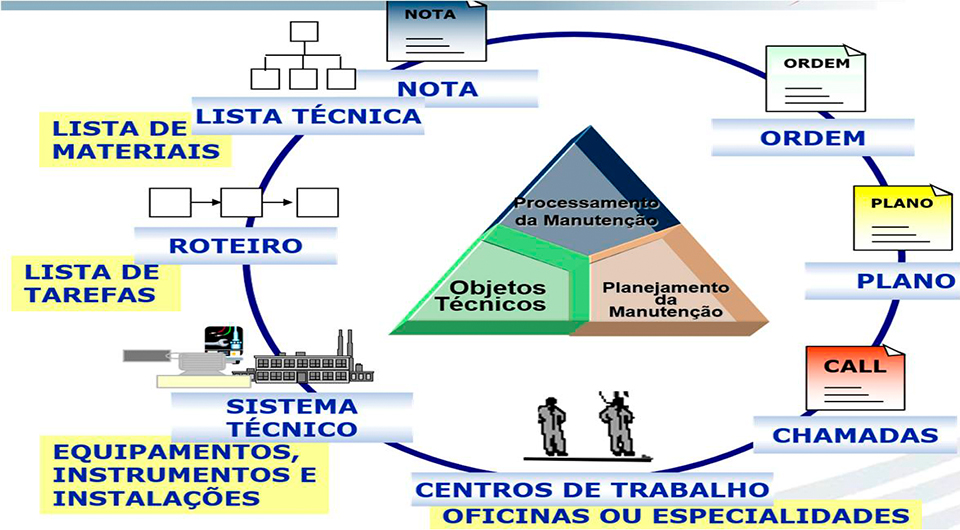 NOTA
NOTA
ORDEM
ORDEM
LISTA TÉCNICA
LISTA DE
MATERIAIS
Processamento
da Manutenção
PLANO
PLANO
ROTEIRO
LISTA DE
TAREFAS
Objetos
Técnicos
Planejamento
da
Manutenção
CALL
CHAMADAS
SISTEMA
TÉCNICO
EQUIPAMENTOS,
INSTRUMENTOS E
INSTALAÇÕES
CENTROS DE TRABALHO
OFICINAS OU ESPECIALIDADES